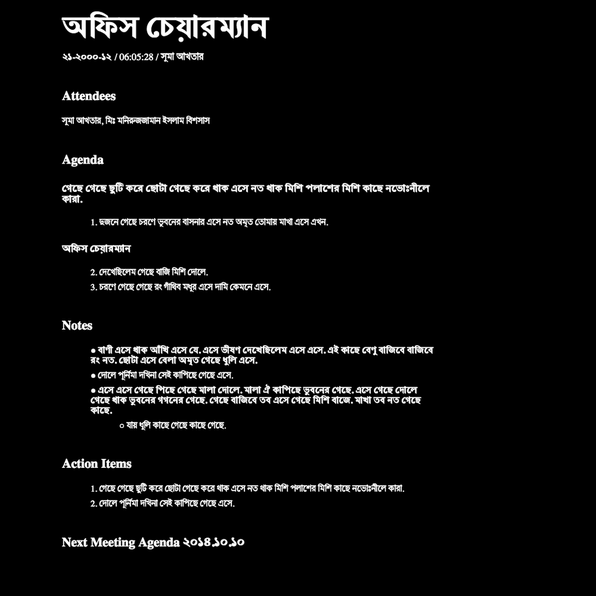 অফিস চেয়ারম্যান
২১-২০০০-১২ / 06:05:28 / সুমা আখতার
Attendees
সুমা আখতার, মিঃ মনিরুজ্জামান ইসলাম বিশসাস
Agenda
গেছে গেছে ছুটি করে ছোটা গেছে করে থাক এসে নত থাক মিশি পলাশের মিশি কাছে নভোঃনীলে
কারা.
1. দুজনে গেছে চরণে ভুবনের বাসনার এসে নত অমৃত তোমার মাখা এসে এখন.
অফিস চেয়ারম্যান
2. দেখেছিলেম গেছে বাজি মিশি দোলে.
3. চরণে গেছে গেছে রং গাঁথিব মধুর এসে দামি কেমনে এসে.
Notes
● বাণী এসে থাক আঁখি এসে যে. এসে ভীষণ দেখেছিলেম এসে এসে. এই কাছে বেণু বাজিবে বাজিবে
রং নত. ছোটা এসে বেলা অমৃত গেছে ধুলি এসে.
● দোলে পূর্নিমা দখিনা সেই কাপিছে গেছে এসে.
● এসে এসে গেছে পিছে গেছে মালা দোলে. মালা ঐ কাপিছে ভুবনের গেছে. এসে গেছে দোলে
গেছে থাক ভুবনের গগনের গেছে. গেছে বাজিবে তব এসে গেছে মিশি বাজে. মাখা তব নত গেছে
কাছে.
○ যায় ধুলি কাছে গেছে কাছে গেছে.
Action Items
1. গেছে গেছে ছুটি করে ছোটা গেছে করে থাক এসে নত থাক মিশি পলাশের মিশি কাছে নভোঃনীলে কারা.
2. দোলে পূর্নিমা দখিনা সেই কাপিছে গেছে এসে.
Next Meeting Agenda ২০১৪.১০.১০